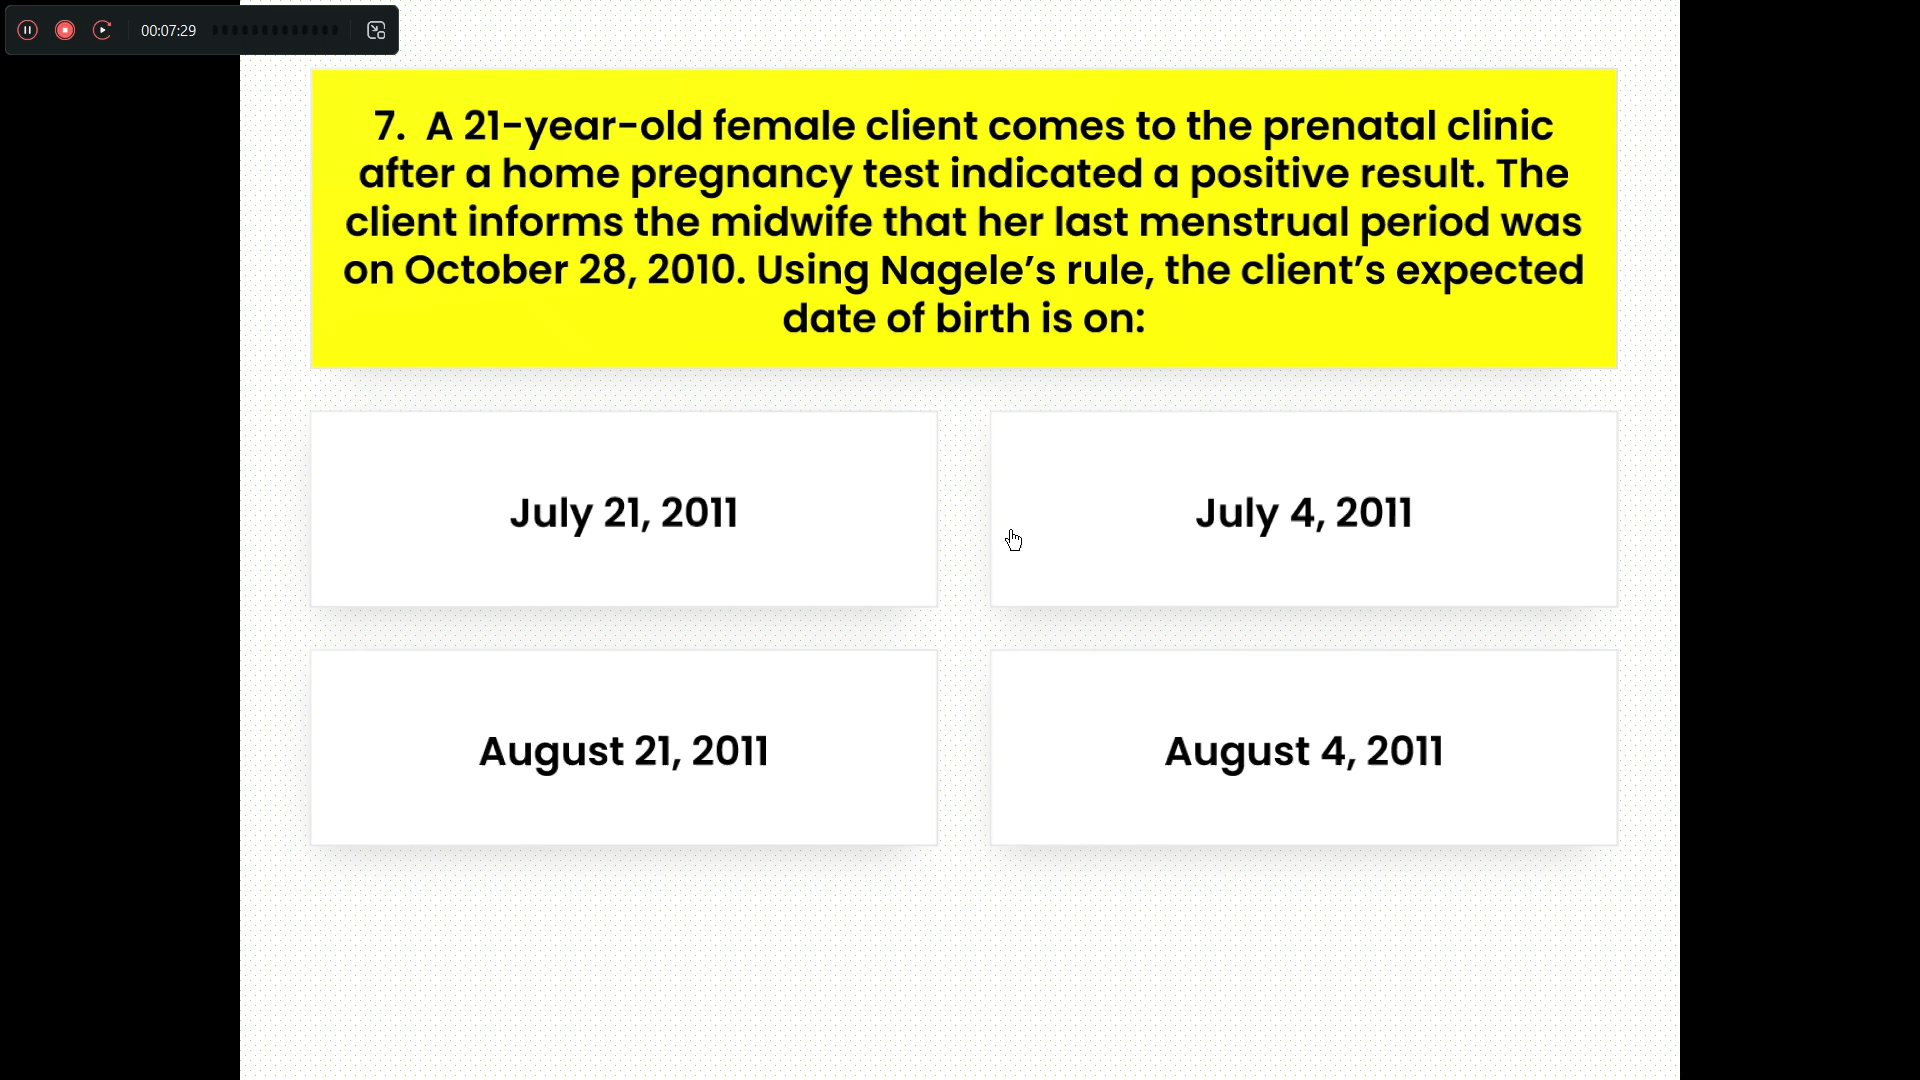 00:07:29
7. A 21-year-old female client comes to the prenatal clinic
after a home pregnancy test indicated a positive result. The
client informs the midwife that her last menstrual period was
on October 28, 2010. Using Nagele’s rule, the client’s expected
date of birth is on:
July 21, 2011
July 4, 2011
August 21, 2011
August 4, 2011